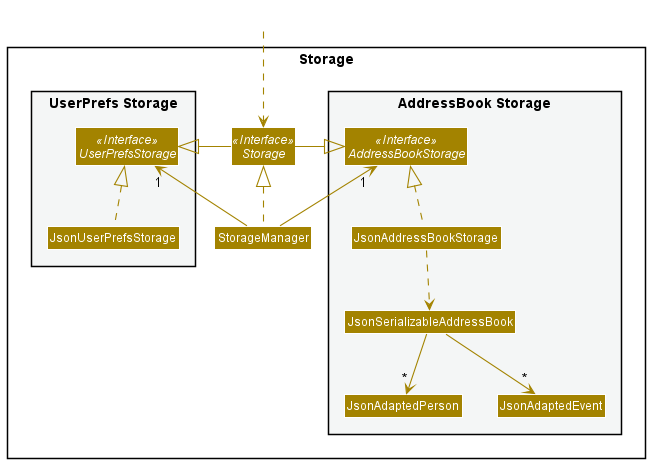 Storage
UserPrefs Storage
AddressBook Storage
«Interface»
UserPrefsStorage
«Interface»
Storage
«Interface»
AddressBookStorage
1
1
JsonUserPrefsStorage
StorageManager
JsonAddressBookStorage
JsonSerializableAddressBook
*
*
JsonAdaptedPerson
JsonAdaptedEvent